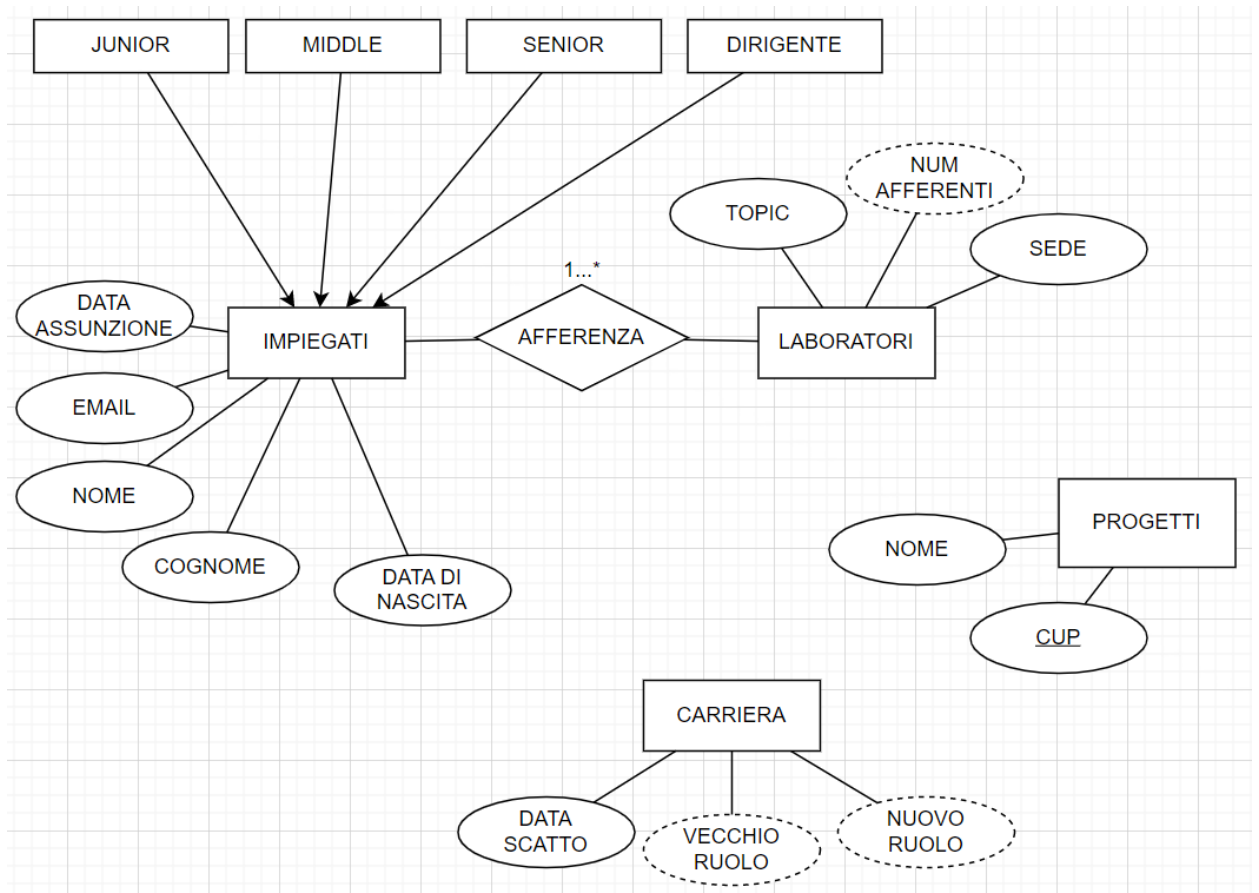 JUNIOR
MIDDLE
SENIOR
DIRIGENTE
NUM
AFFERENTI
TOPIC
SEDE
1...*
DATA
ASSUNZIONE
IMPIEGATI
AFFERENZA
LABORATORI
EMAIL
NOME
COGNOME
DATA DI
NASCITA
PROGETTI
NOME
CUP
CARRIERA
DATA
SCATTO
VECCHIO
RUOLO
NUOVO
RUOLO